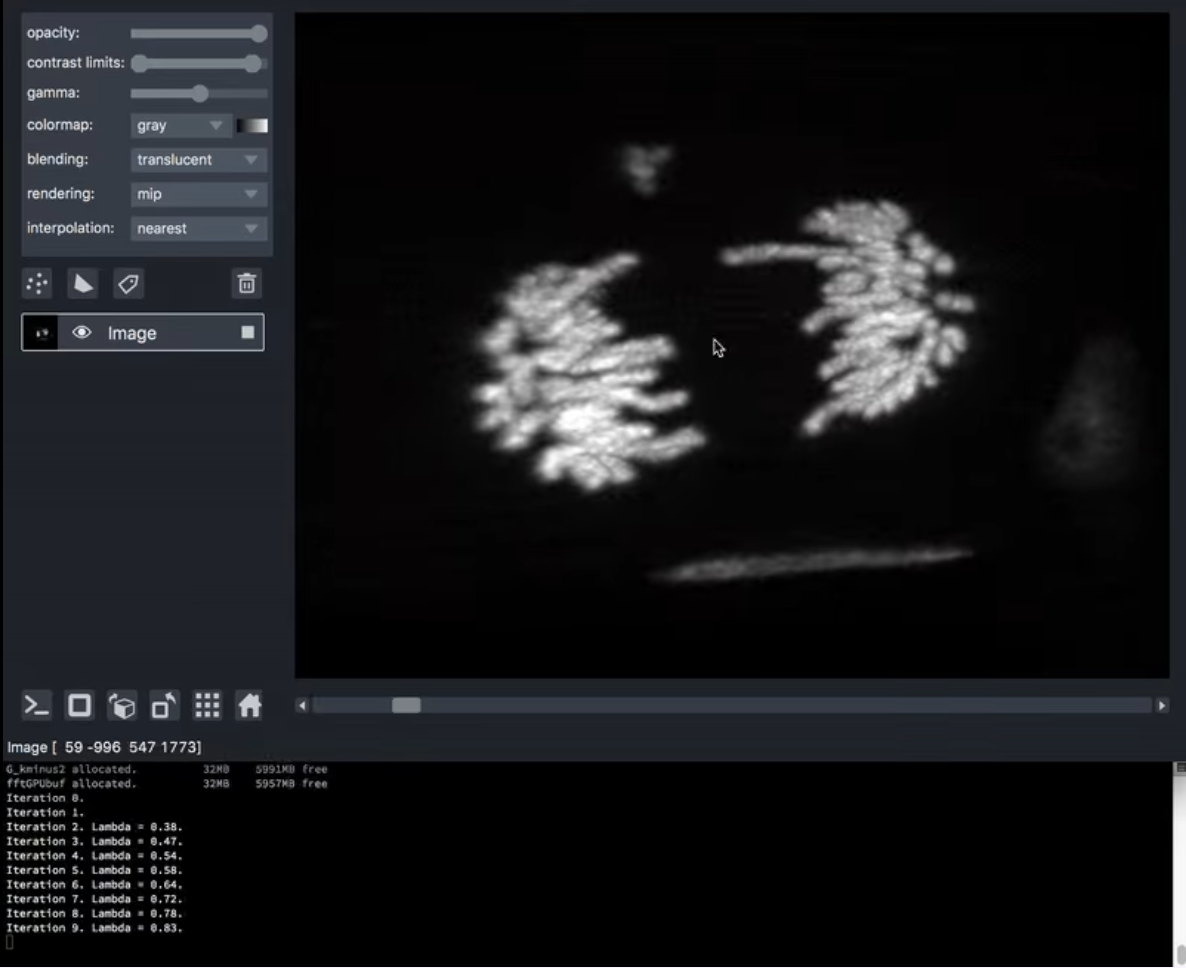 opacity:
contrast limits:
gamma:
colormap: gray
blending: translucent
rendering: mip
interpolation: nearest
Image
Image [ 59 -996 547 1773]
G_kminus2 allocated. 32MB 5991MB free
fftGPUbuf allocated. 32MB 5957MB free
Iteration 0.
Iteration 1.
Iteration 2. Lambda = 0.38.
Iteration 3. Lambda = 0.47.
Iteration 4. Lambda = 0.54.
Iteration 5. Lambda = 0.58.
Iteration 6. Lambda = 0.64.
Iteration 7. Lambda = 0.72.
Iteration 8. Lambda = 0.78.
Iteration 9. Lambda = 0.83.